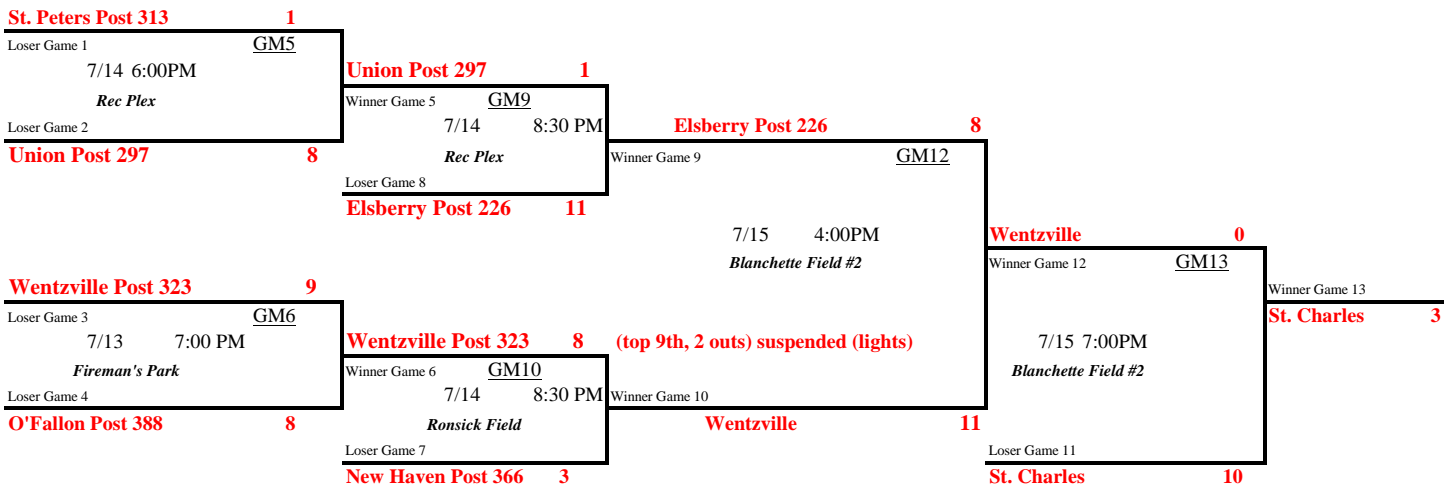 St. Peters Post 313 1
Loser Game 1 GM5
7/14 6:00PM
Rec Plex
Loser Game 2
Union Post 297 8
Union Post 297 1
Winner Game 5 GM9
7/14 8:30 PM
Rec Plex
Loser Game 8
Elsberry Post 226 11
Elsberry Post 226 8
Winner Game 9 GM12
7/15 4:00PM
Blanchette Field #2
Wentzville 0
Winner Game 12 GM13
Winner Game 13
St. Charles 3
Wentzville Post 323 9
Loser Game 3 GM6
7/13 7:00 PM
Fireman's Park
Loser Game 4
O'Fallon Post 388 8
Wentzville Post 323 8 (top 9th, 2 outs) suspended (lights)
Winner Game 6 GM10
7/14 8:30 PM
Ronsick Field
Loser Game 7
New Haven Post 366 3
Winner Game 10
Wentzville 11
7/15 7:00PM
Blanchette Field #2
Loser Game 11
St. Charles 10